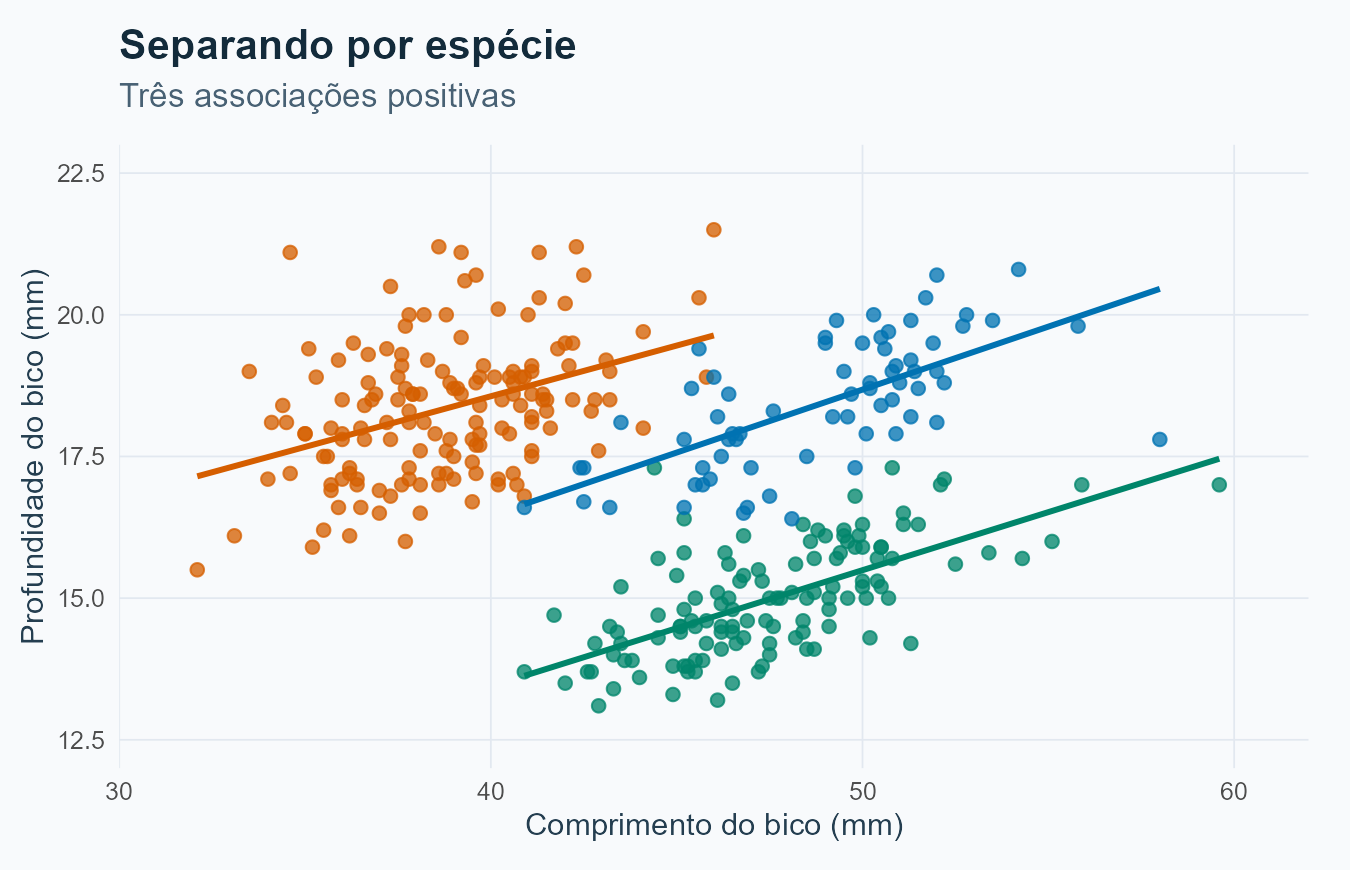 Separando por espécie
Três associações positivas
22.5
20.0
17.5
15.0
12.5
Profundidade do bico (mm)
30 40 50 60
Comprimento do bico (mm)